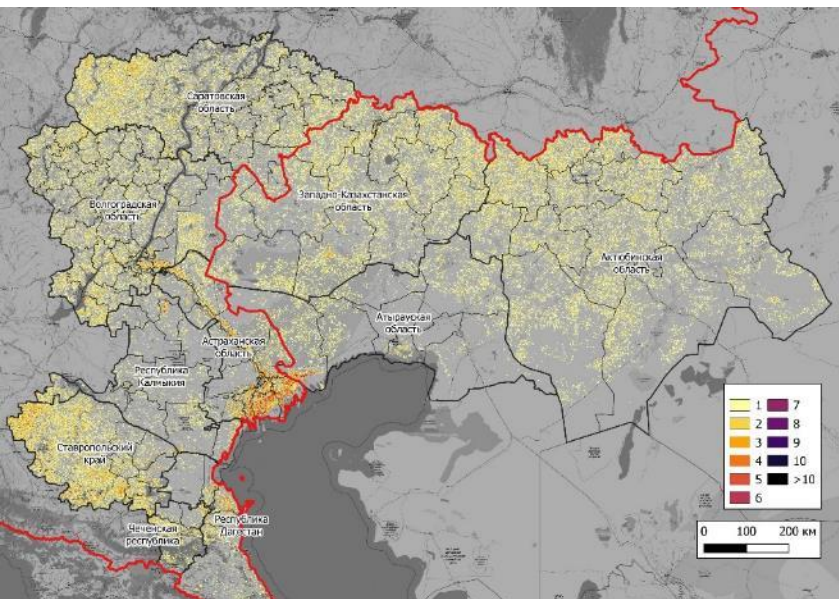 Саратовская
область
Западно-Казахстанская
область
Волгоградская
область
Актюбинская
область
Атырауская
область
Астраханская
область
Республика
Калмыкия
Ставропольский
край
Чеченская
республика
Республика
Дагестан
1 7
2 8
3 9
4 10
5 >10
6
0 100 200 км